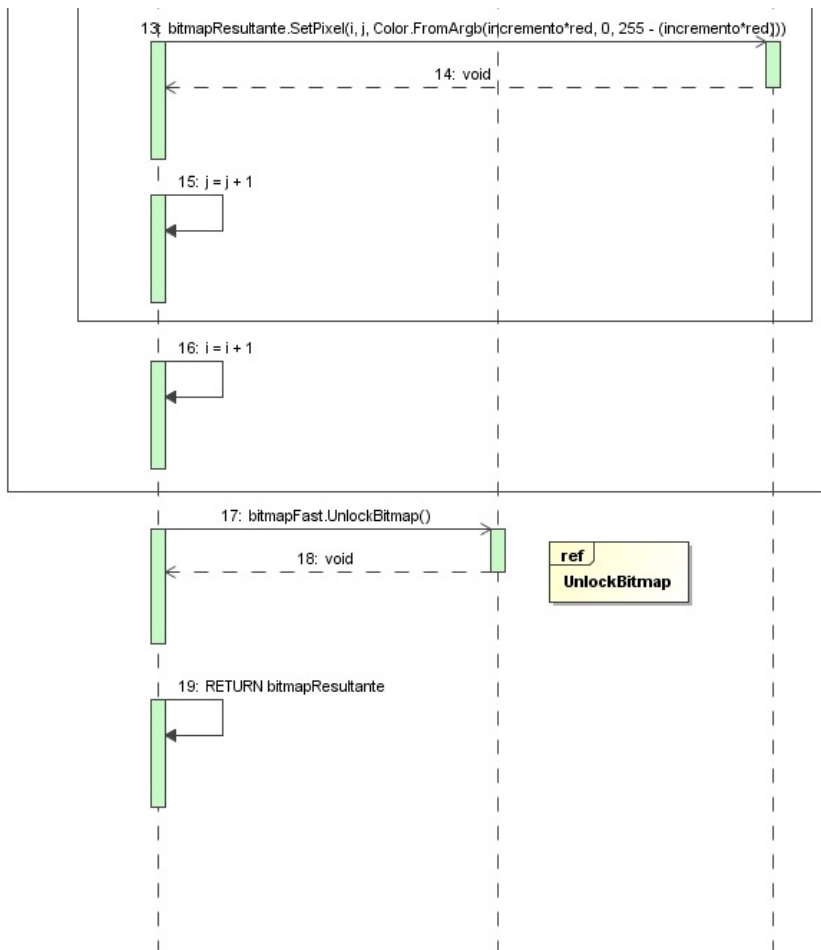 13: bitmapResultante.SetPixel(i, j, Color.FromArgb(incremento*red, 0, 255 - (incremento*red)))
14: void
15: j = j + 1
16: i = i + 1
17: bitmapFast.UnlockBitmap()
18: void
ref
UnlockBitmap
19: RETURN bitmapResultante